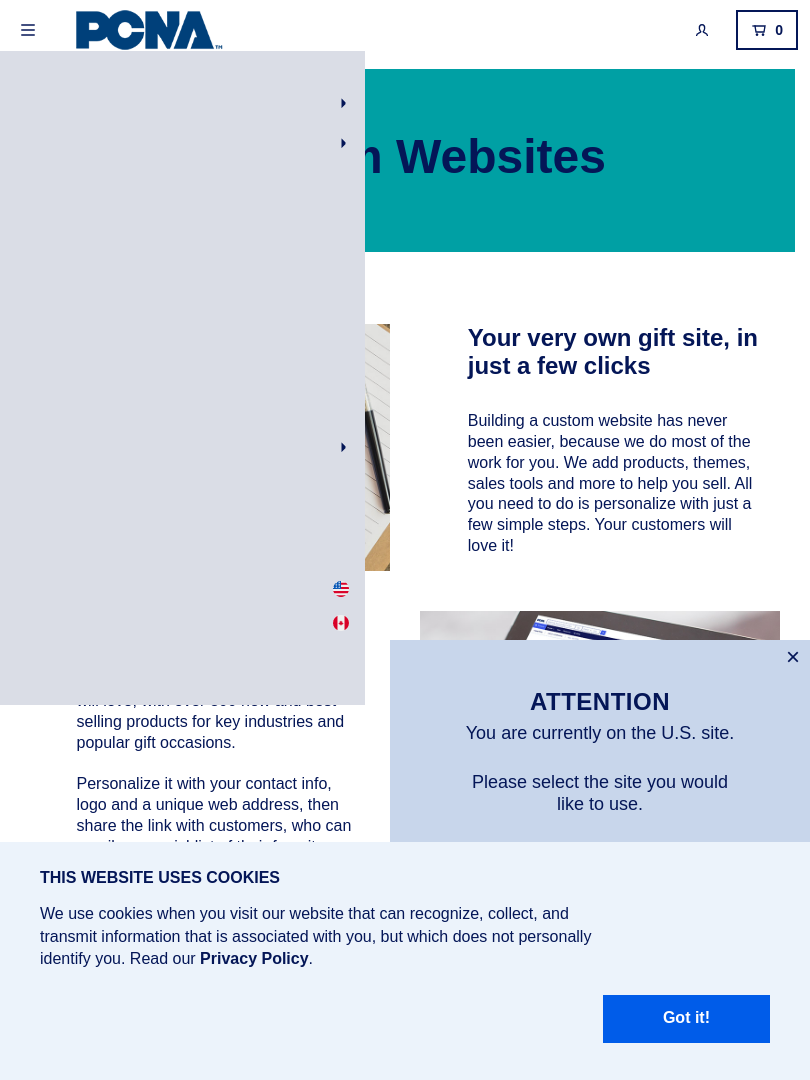 PCNA
TM
0
Websites
Your very own gift site, in
just a few clicks
Building a custom website has never
been easier, because we do most of the
work for you. We add products, themes,
sales tools and more to help you sell. All
you need to do is personalize with just a
few simple steps. Your customers will
love it!
selling products for key industries and
popular gift occasions.
Personalize it with your contact info,
logo and a unique web address, then
share the link with customers, who can
×
ATTENTION
You are currently on the U.S. site.
Please select the site you would
like to use.
THIS WEBSITE USES COOKIES
We use cookies when you visit our website that can recognize, collect, and
transmit information that is associated with you, but which does not personally
identify you. Read our Privacy Policy.
Got it!